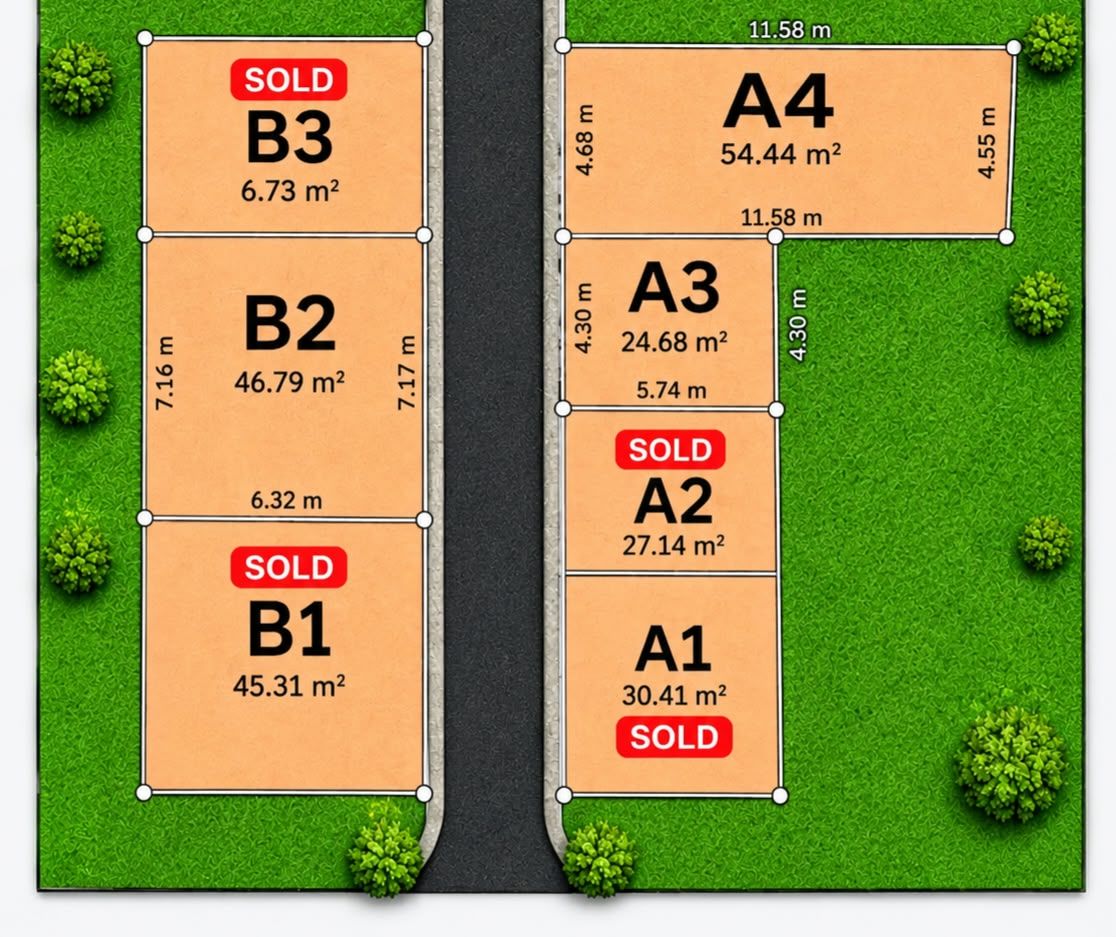 SOLD
B3
6.73 m²
B2
46.79 m²
7.16 m
7.17 m
6.32 m
SOLD
B1
45.31 m²
11.58 m
A4
54.44 m²
4.68 m
4.55 m
11.58 m
A3
24.68 m²
4.30 m
4.30 m
5.74 m
SOLD
A2
27.14 m²
A1
30.41 m²
SOLD